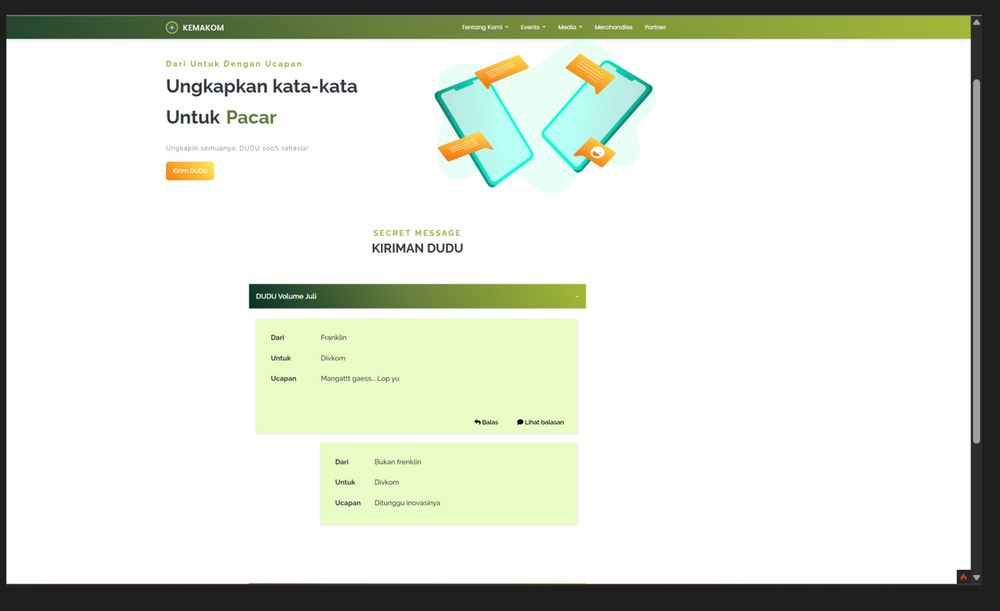 KEMAKOM
Tentang Kami Events Media Merchandise Partner
Dari Untuk Dengan Ucapan
Ungkapkan kata-kata
Untuk Pacar
Ungkapin semuanya, DUDU 100% rahasia!
Kirim DUDU
SECRET MESSAGE
KIRIMAN DUDU
DUDU Volume Juli
Dari Franklin
Untuk Divkom
Ucapan Mangattt gaess... Lop yu
Balas Lihat balasan
Dari Bukan frenklin
Untuk Divkom
Ucapan Ditunggu inovasinya